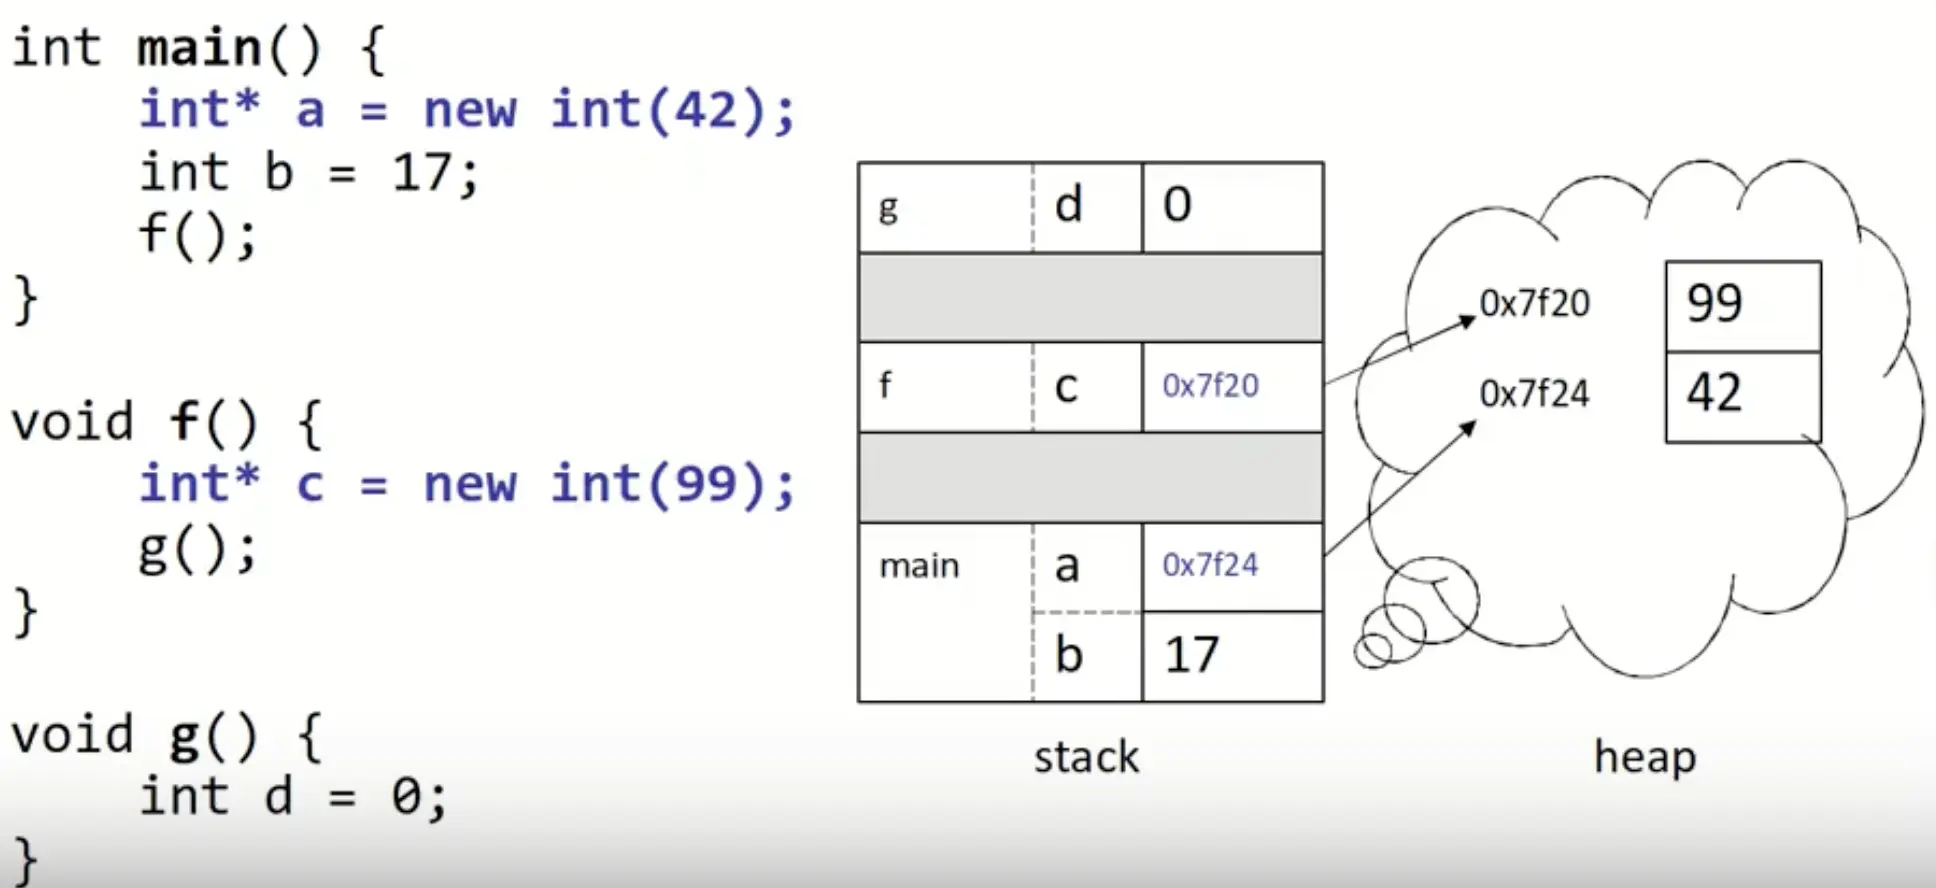 int main() {
    int* a = new int(42);
    int b = 17;
    f();
}
void f() {
    int* c = new int(99);
    g();
}
void g() {
    int d = 0;
}
g d 0
f c 0x7f20
main a 0x7f24
b 17
stack
0x7f20 99
0x7f24 42
heap